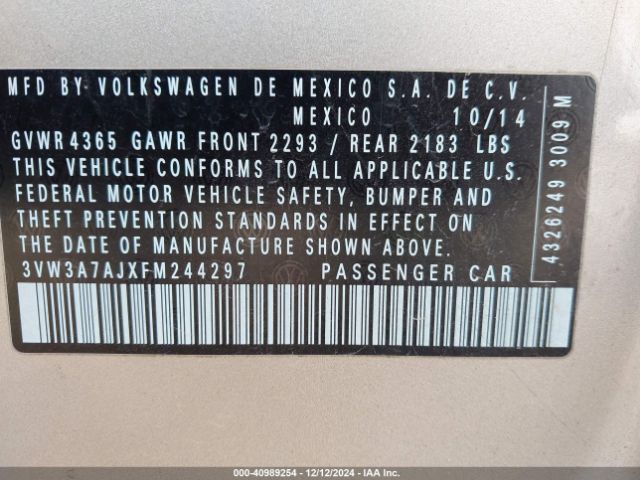 MFD BY VOLKSWAGEN DE MEXICO S.A. DE C.V.
MEXICO 10/14
GVWR 4365 GAWR FRONT 2293 / REAR 2183 LBS
THIS VEHICLE CONFORMS TO ALL APPLICABLE U.S.
FEDERAL MOTOR VEHICLE SAFETY, BUMPER AND
THEFT PREVENTION STANDARDS IN EFFECT ON
THE DATE OF MANUFACTURE SHOWN ABOVE.
3VW3A7AJXFM244297 PASSENGER CAR
4326249 3009 M
000-40989254 - 12/12/2024 - IAA Inc.